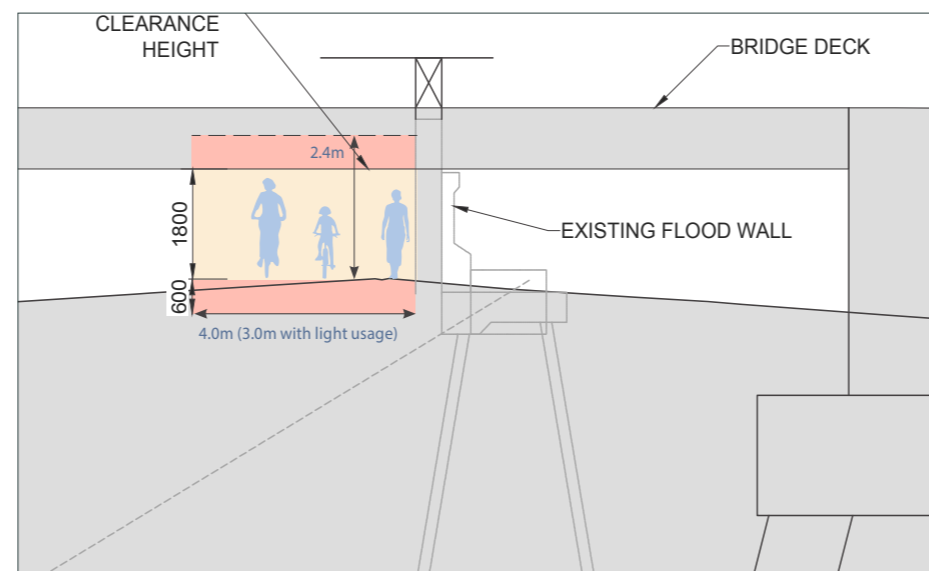 CLEARANCE
HEIGHT
BRIDGE DECK
2.4m
1800
EXISTING FLOOD WALL
600
4.0m (3.0m with light usage)